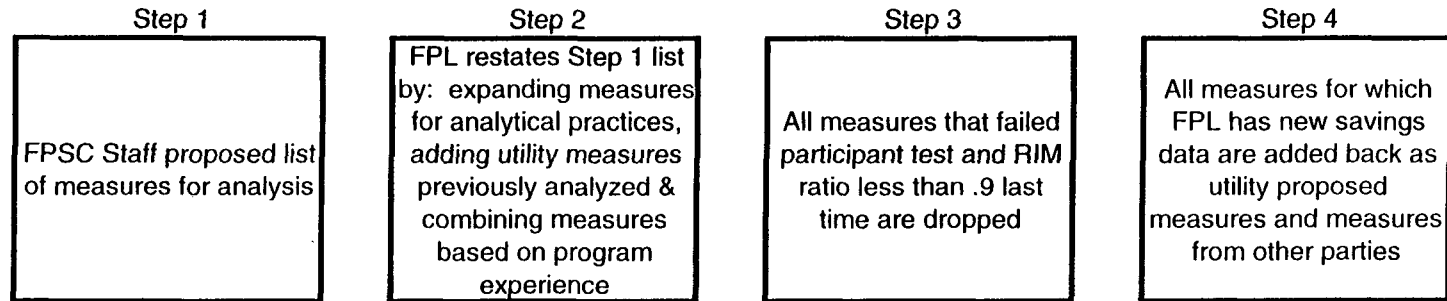 Step 1
FPSC Staff proposed list
of measures for analysis
Step 2
FPL restates Step 1 list
by: expanding measures
for analytical practices,
adding utility measures
previously analyzed &
combining measures
based on program
experience
Step 3
All measures that failed
participant test and RIM
ratio less than .9 last
time are dropped
Step 4
All measures for which
FPL has new savings
data are added back as
utility proposed
measures and measures
from other parties